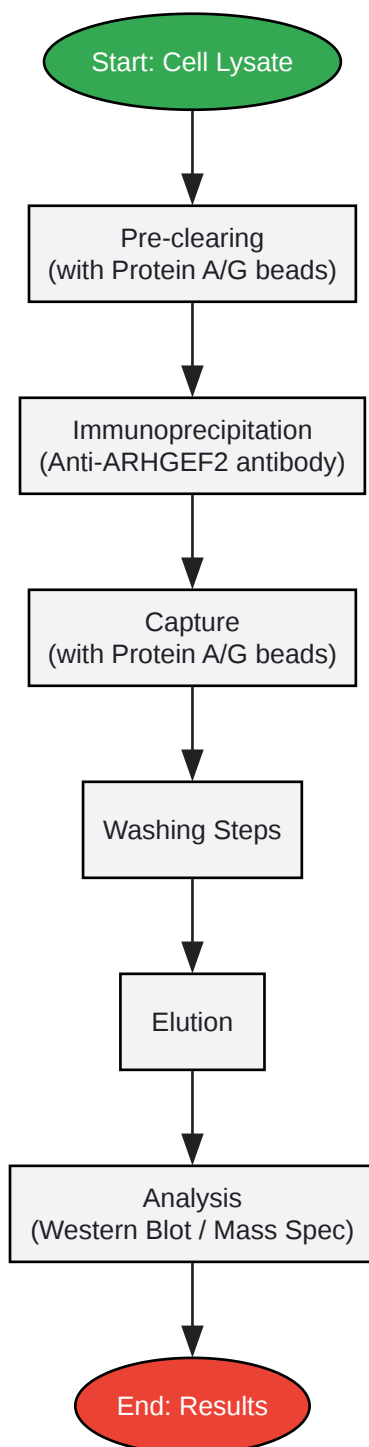 Start: Cell Lysate
Pre-clearing
(with Protein A/G beads)
Immunoprecipitation
(Anti-ARHGEF2 antibody)
Capture
(with Protein A/G beads)
Washing Steps
Elution
Analysis
(Western Blot / Mass Spec)
End: Results